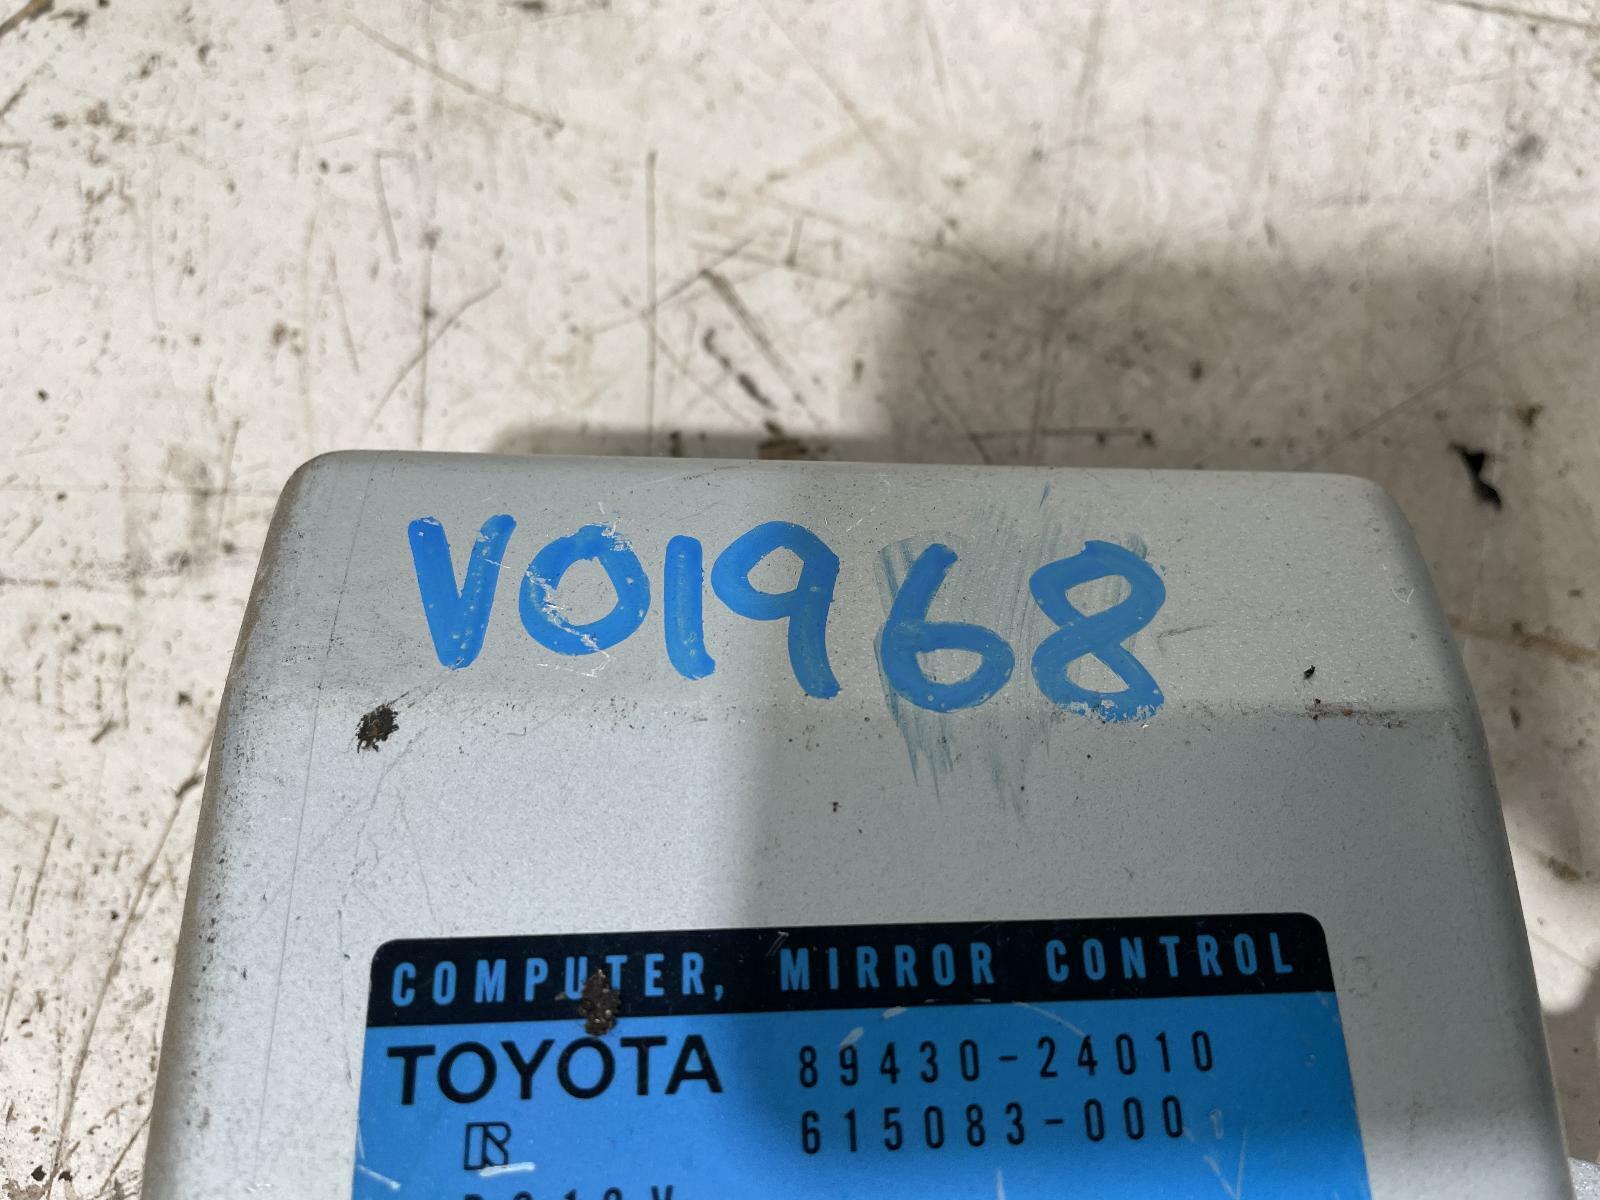 V01968
COMPUTER, MIRROR CONTROL
TOYOTA 89430-24010
R 615083-000